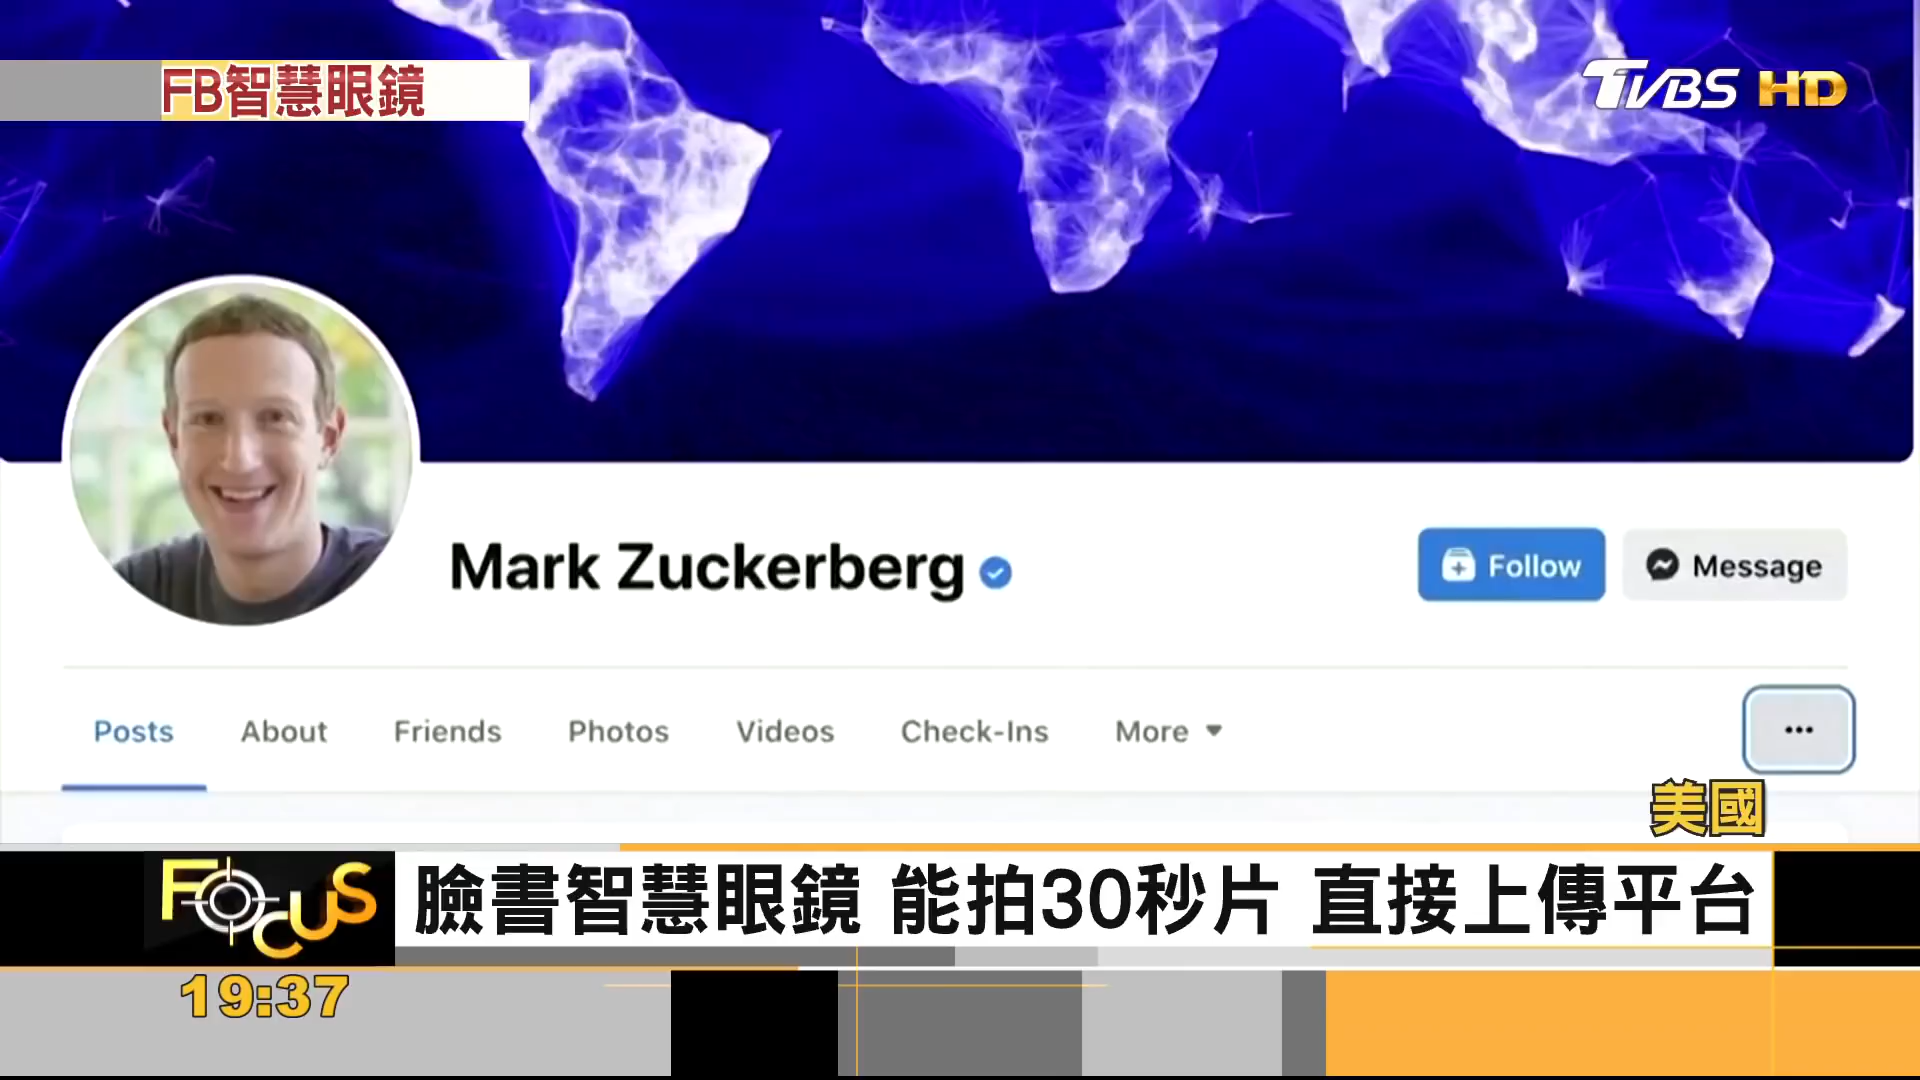 FB智慧眼鏡
TVBS HD
Mark Zuckerberg
Follow
Message
Posts
About
Friends
Photos
Videos
Check-Ins
More
美國
FOCUS
臉書智慧眼鏡 能拍30秒片 直接上傳平台
19:37